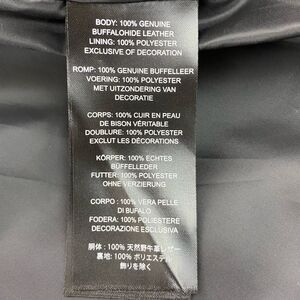 BODY: 100% GENUINE
BUFFALOHIDE LEATHER
LINING: 100% POLYESTER
EXCLUSIVE OF DECORATION
ROMP: 100% GENUINE BUFFELLEER
VOERING: 100% POLYESTER
MET UITZONDERING VAN
DECORATIE
CORPS: 100% CUIR EN PEAU
DE BISON VÉRITABLE
DOUBLURE: 100% POLYESTER
EXCLUT LES DÉCORATIONS
KÖRPER: 100% ECHTES
BÜFFELLEDER
FUTTER: 100% POLYESTER
OHNE VERZIERUNG
CORPO : 100% VERA PELLE
DI BUFALO
FODERA: 100% POLIESTERE
DECORAZIONE ESCLUSIVA
胴体：100% 天然野牛革レザー
裏地：100% ポリエステル
飾りを除く